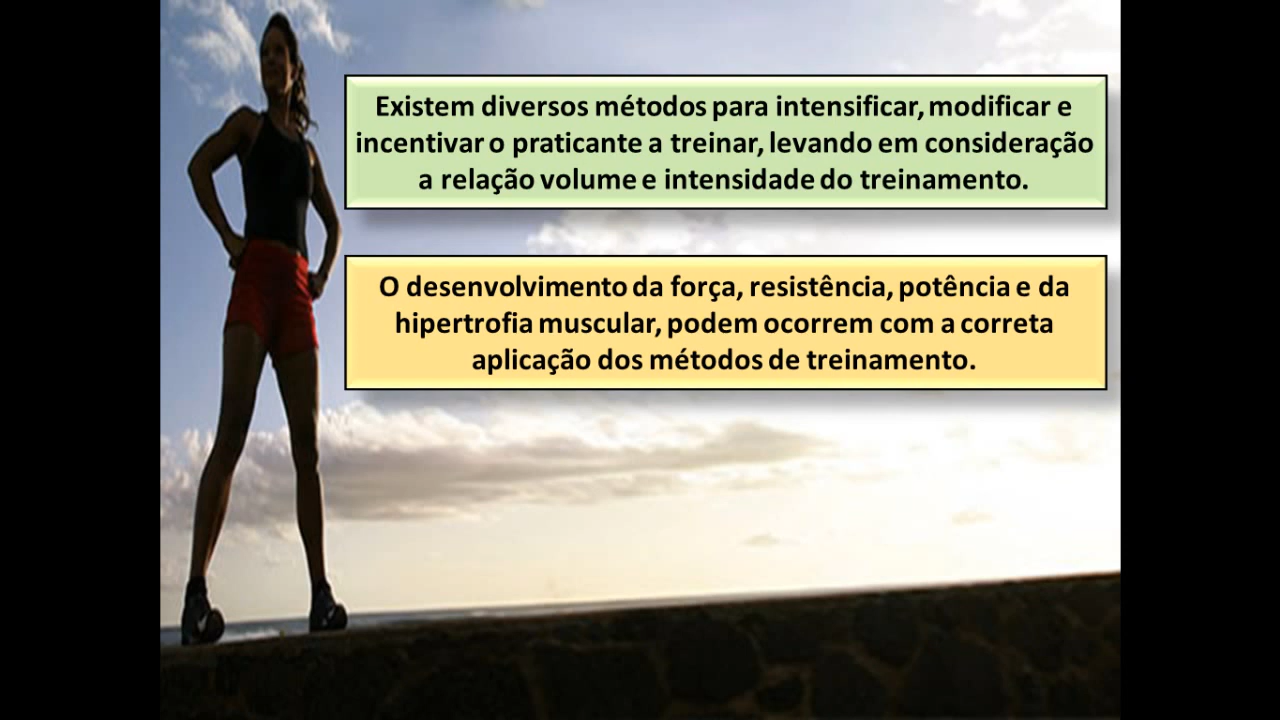 Existem diversos métodos para intensificar, modificar e
incentivar o praticante a treinar, levando em consideração
a relação volume e intensidade do treinamento.
O desenvolvimento da força, resistência, potência e da
hipertrofia muscular, podem ocorrem com a correta
aplicação dos métodos de treinamento.